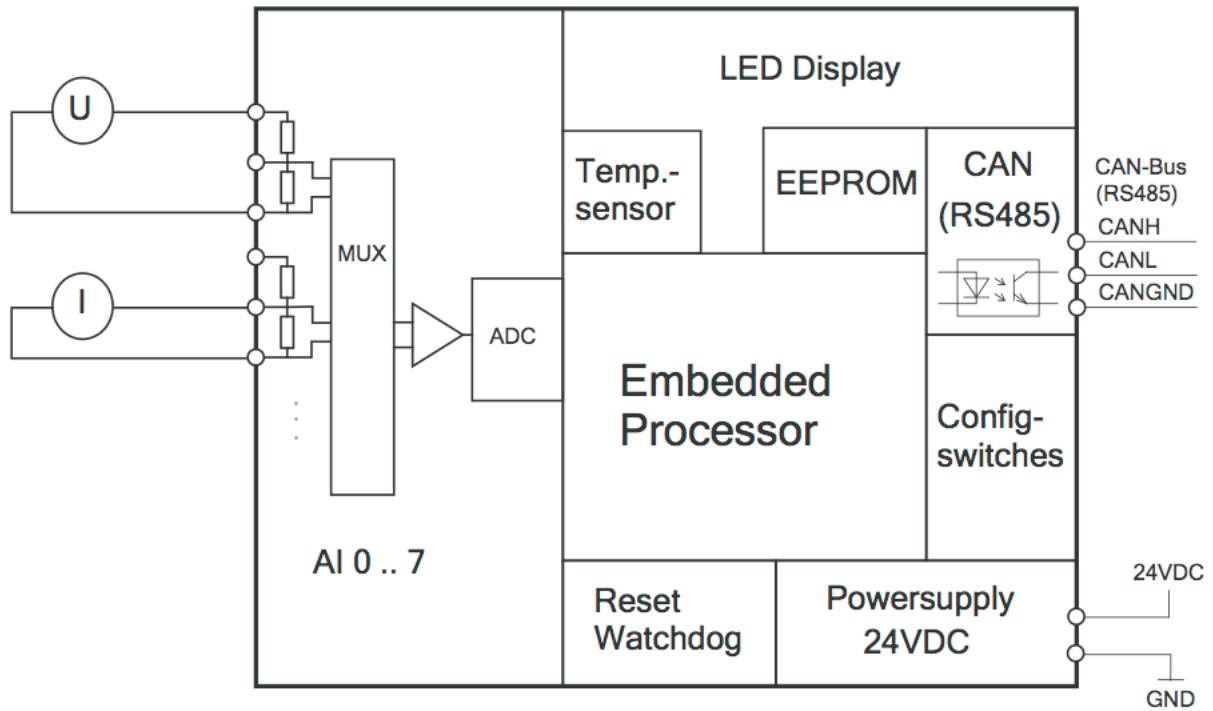 LED Display
U
Temp.-
sensor
EEPROM
CAN
(RS485)
CAN-Bus
(RS485)
CANH
CANL
CANGND
MUX
I
ADC
Embedded
Processor
Config-
switches
AI 0 .. 7
Reset
Watchdog
Powersupply
24VDC
24VDC
GND